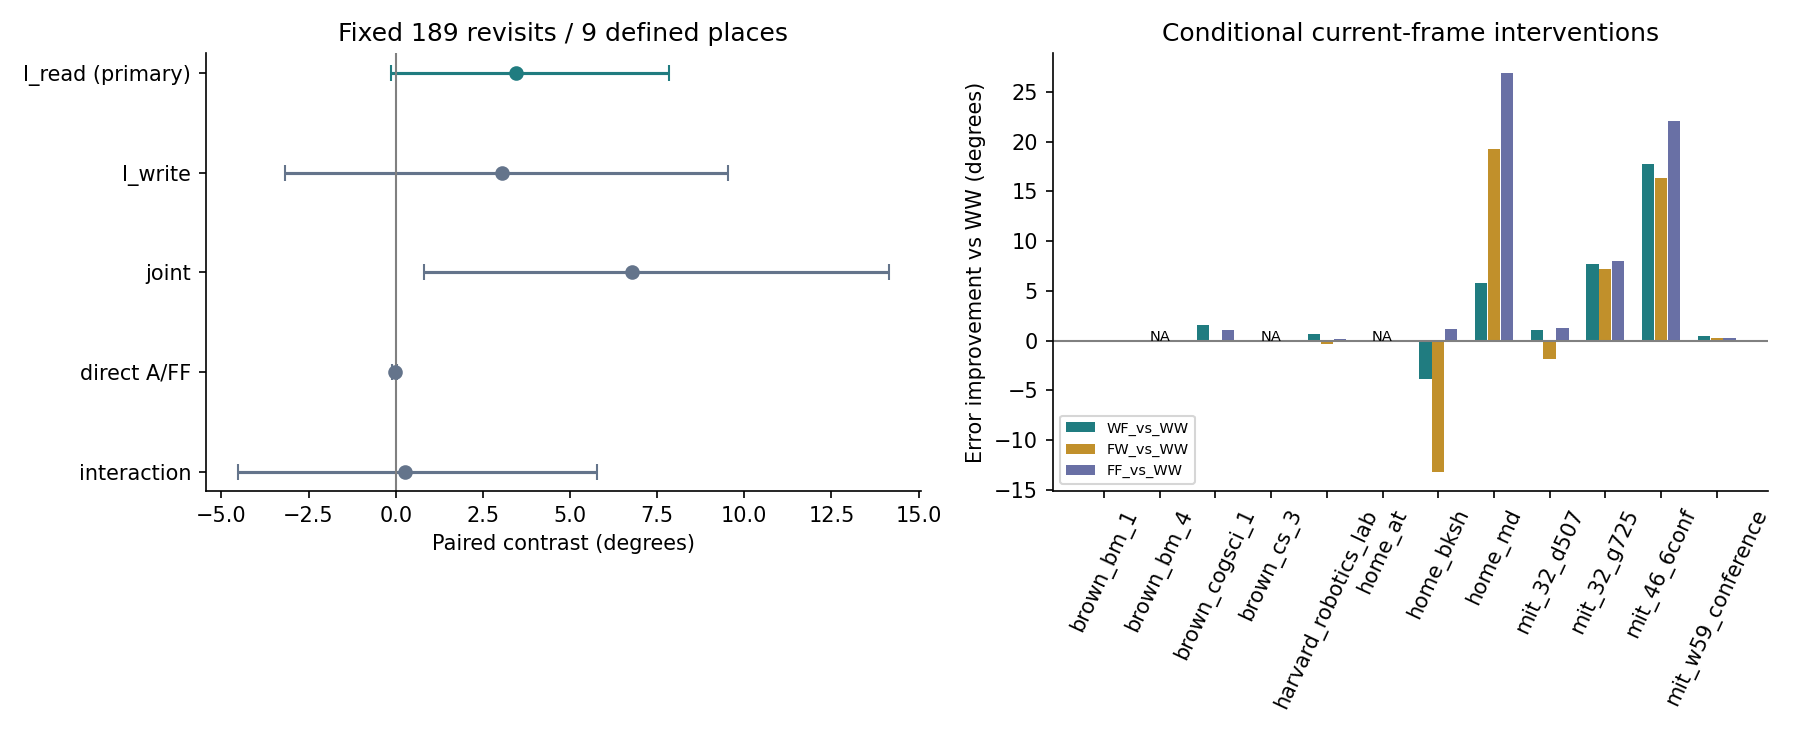 Fixed 189 revisits / 9 defined places
I_read (primary)
I_write
joint
direct A/FF
interaction
−5.0 −2.5 0.0 2.5 5.0 7.5 10.0 12.5 15.0
Paired contrast (degrees)
Conditional current-frame interventions
Error improvement vs WW (degrees)
25
20
15
10
5
0
−5
−10
−15
NA NA NA
WF_vs_WW
FW_vs_WW
FF_vs_WW
brown_bm_1
brown_bm_4
brown_cogsci_1
brown_cs_3
harvard_robotics_lab
home_at
home_bksh
home_md
mit_32_d507
mit_32_g725
mit_46_6conf
mit_w59_conference